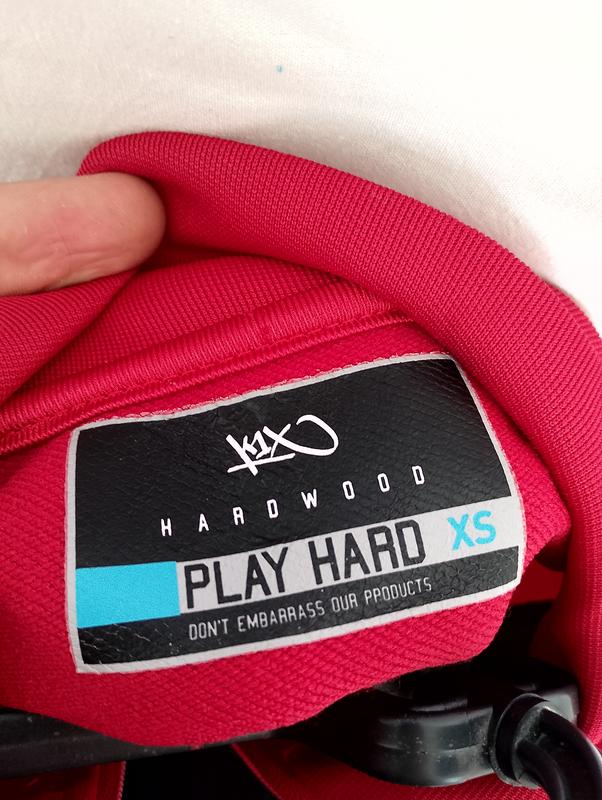 K1X
HARDWOOD
PLAY HARD XS
DON'T EMBARRASS OUR PRODUCTS